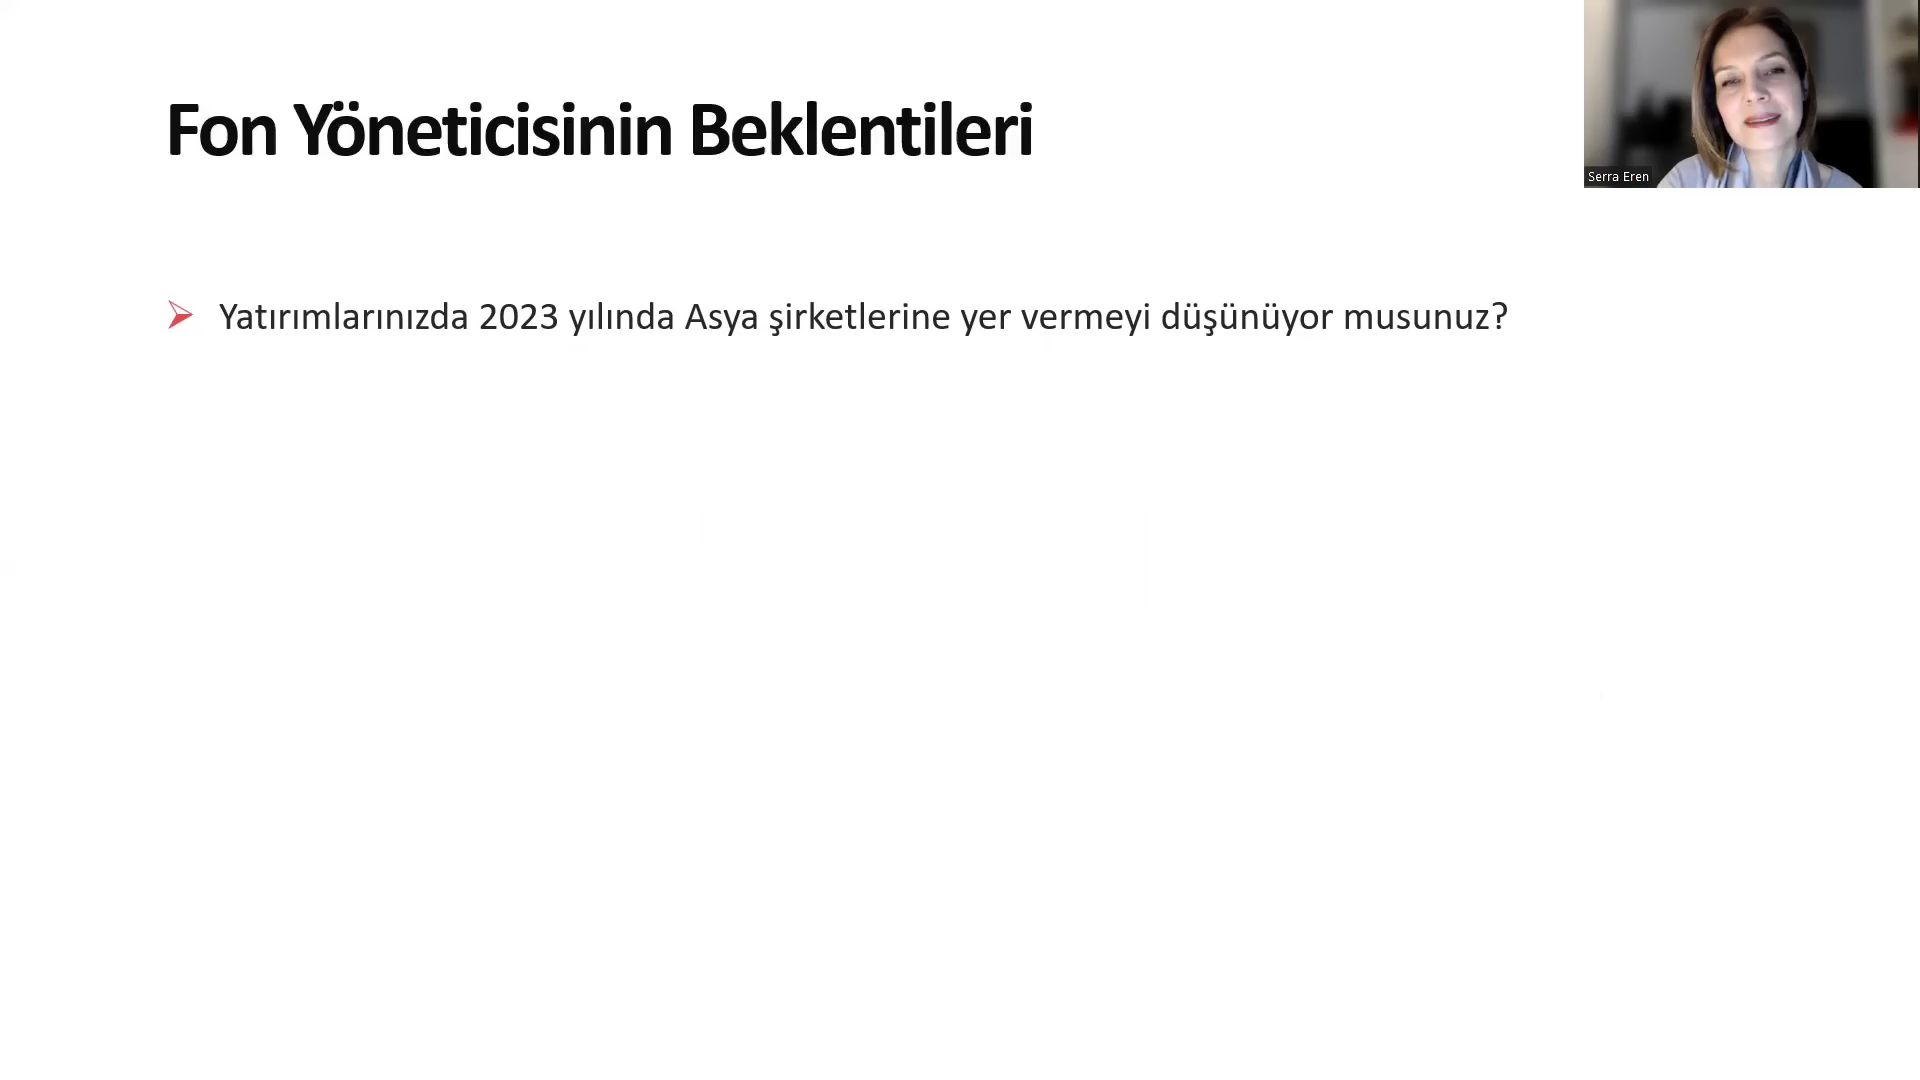 Fon Yöneticisinin Beklentileri
Serra Eren
Yatırımlarınızda 2023 yılında Asya şirketlerine yer vermeyi düşünüyor musunuz?